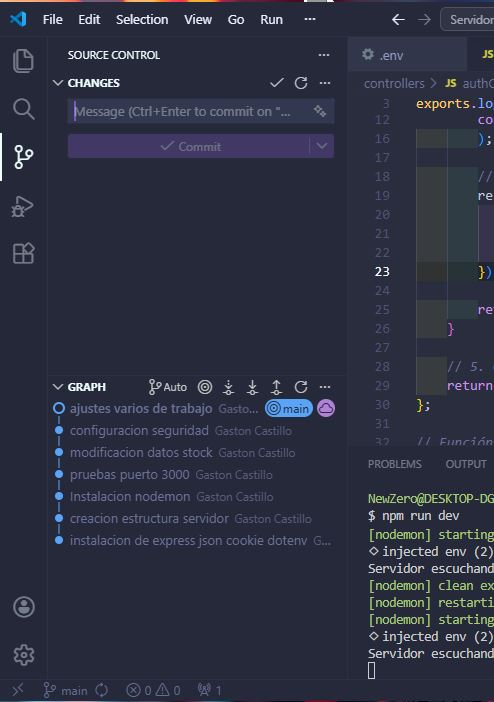 File Edit Selection View Go Run ···
Servidor
SOURCE CONTROL ···
CHANGES ···
Message (Ctrl+Enter to commit on "...
Commit
GRAPH Auto ···
ajustes varios de trabajo Gasto... main
configuracion seguridad Gaston Castillo
modificacion datos stock Gaston Castillo
pruebas puerto 3000 Gaston Castillo
Instalacion nodemon Gaston Castillo
creacion estructura servidor Gaston Castillo
instalacion de express json cookie dotenv G...
main 0 0 1
.env JS
controllers > JS authC
3 exports.lo
12 co
16 );
17
18 //
19 re
20
21
22
23 })
24
25 re
26 }
27
28 // 5.
29 return
30 };
31
32 // Función
PROBLEMS OUTPUT
NewZero@DESKTOP-DG
$ npm run dev
[nodemon] starting
injected env (2)
Servidor escuchand
[nodemon] clean ex
[nodemon] restarti
[nodemon] starting
injected env (2)
Servidor escuchand